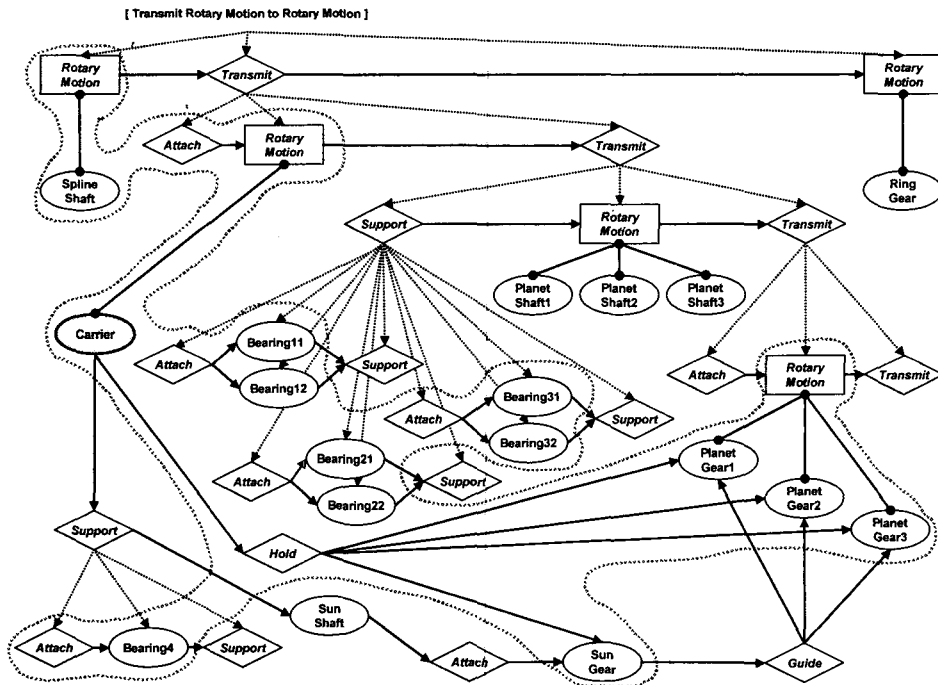 [ Transmit Rotary Motion to Rotary Motion ]
Rotary
Motion
Transmit
Rotary
Motion
Attach
Rotary
Motion
Transmit
Spline
Shaft
Ring
Gear
Support
Rotary
Motion
Transmit
Planet
Shaft1
Planet
Shaft2
Planet
Shaft3
Carrier
Attach
Bearing11
Bearing12
Support
Attach
Rotary
Motion
Transmit
Attach
Bearing31
Bearing32
Support
Attach
Bearing21
Bearing22
Support
Planet
Gear1
Planet
Gear2
Planet
Gear3
Support
Hold
Sun
Shaft
Attach
Bearing4
Support
Attach
Sun
Gear
Guide